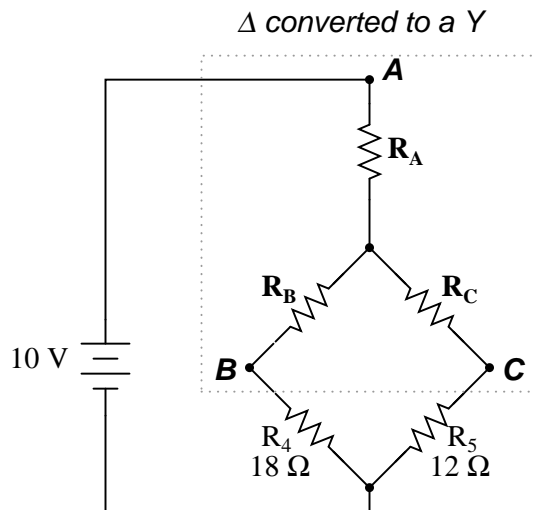 Δ converted to a Y
A
R_A
R_B
R_C
10 V
B
C
R_4
R_5
18 Ω
12 Ω